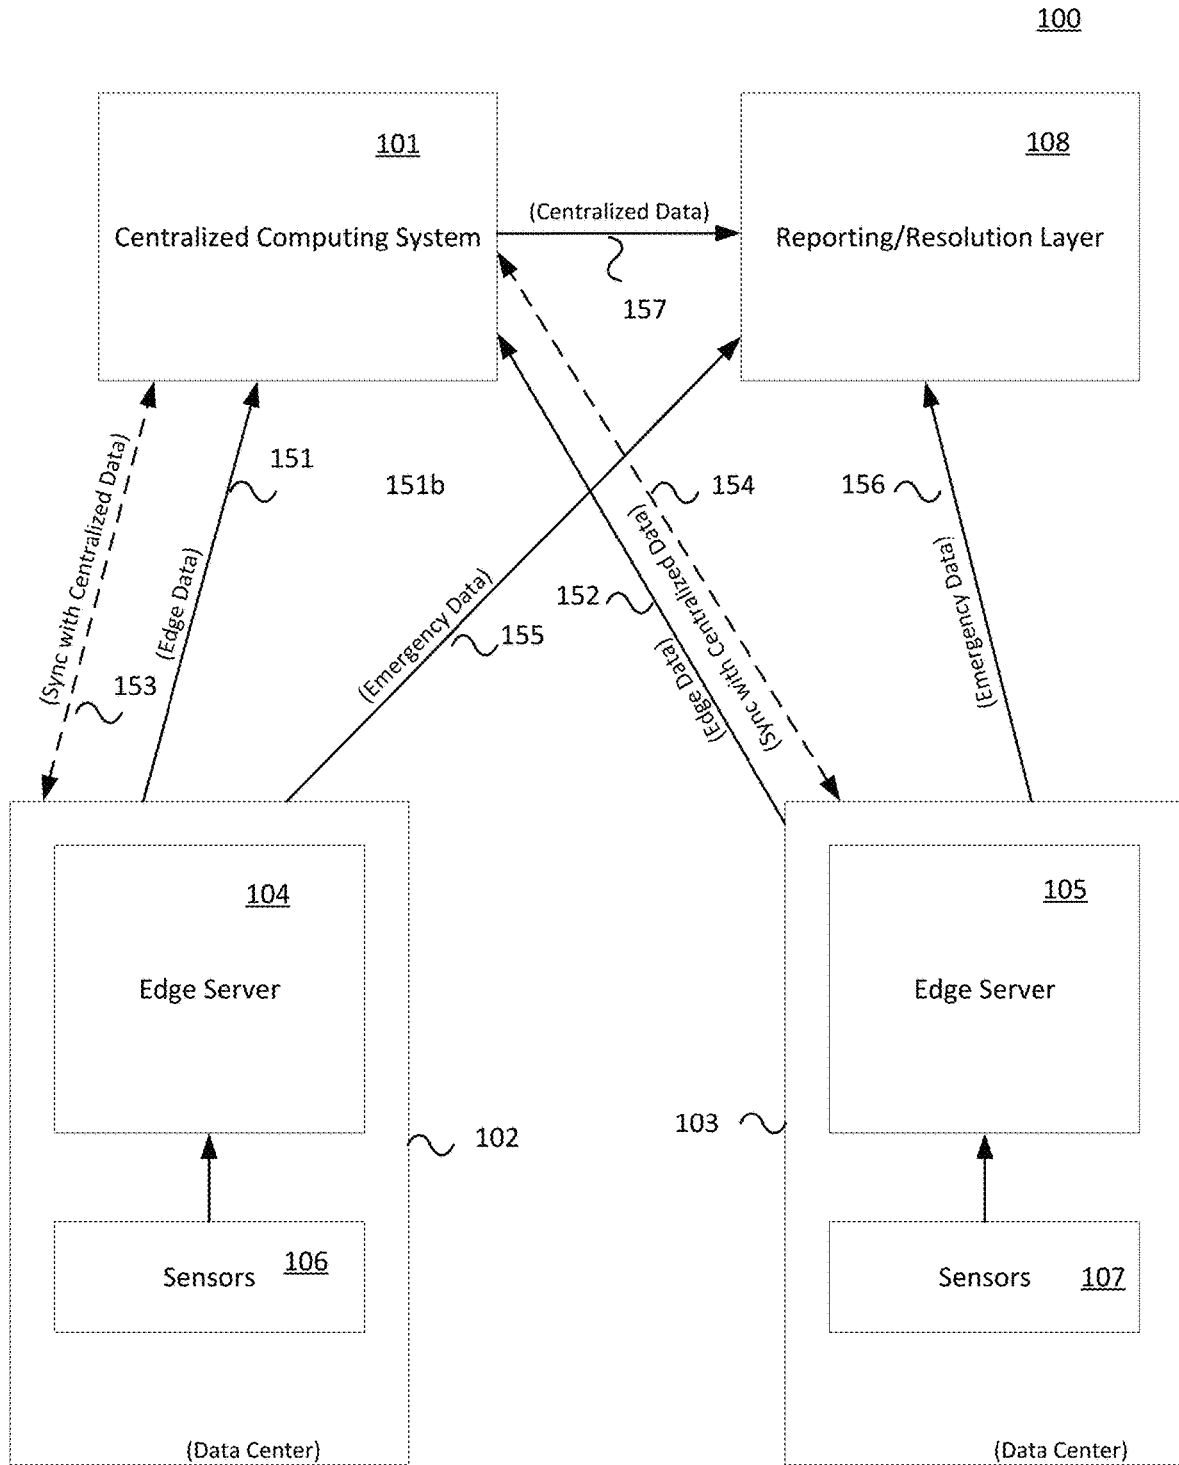 100
101
108
(Centralized Data)
Centralized Computing System
Reporting/Resolution Layer
157
(Sync with Centralized Data)
151
(Edge Data)
153
151b
(Emergency Data)
155
154
(Sync with Centralized Data)
152
(Edge Data)
156
(Emergency Data)
104
Edge Server
105
Edge Server
102
103
106
Sensors
107
Sensors
(Data Center)
(Data Center)